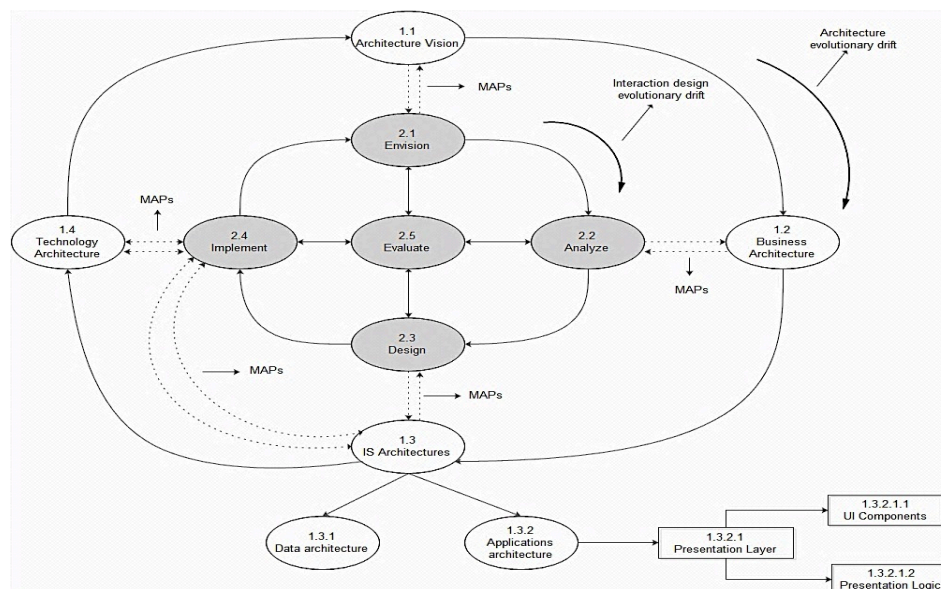 1.1
Architecture Vision
Architecture
evolutionary drift
MAPs
Interaction design
evolutionary drift
2.1
Envision
MAPs
1.4
Technology
Architecture
2.4
Implement
2.5
Evaluate
2.2
Analyze
1.2
Business
Architecture
MAPs
2.3
Design
MAPs
MAPs
1.3
IS Architectures
1.3.1
Data architecture
1.3.2
Applications
architecture
1.3.2.1
Presentation Layer
1.3.2.1.1
UI Components
1.3.2.1.2
Presentation Logic